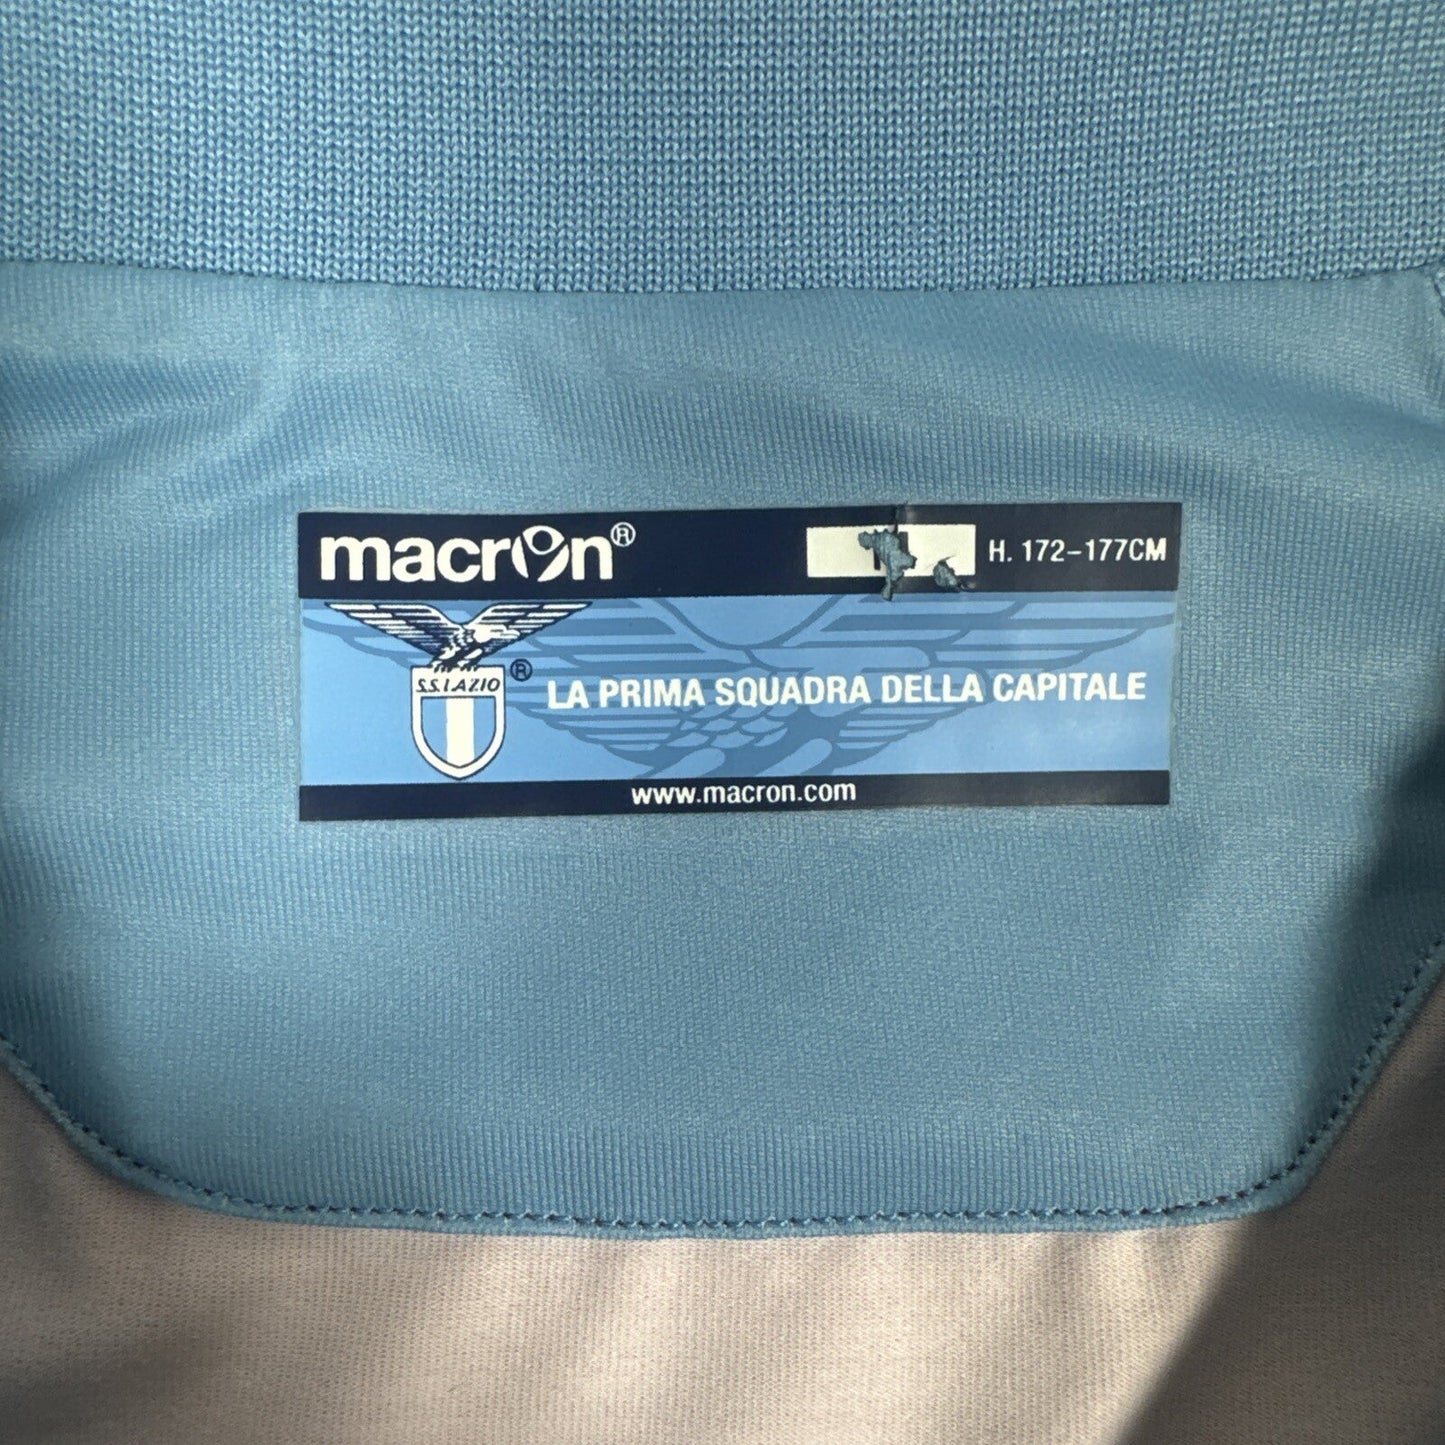 macron®
H. 172-177CM
S.S.LAZIO ®
LA PRIMA SQUADRA DELLA CAPITALE
www.macron.com